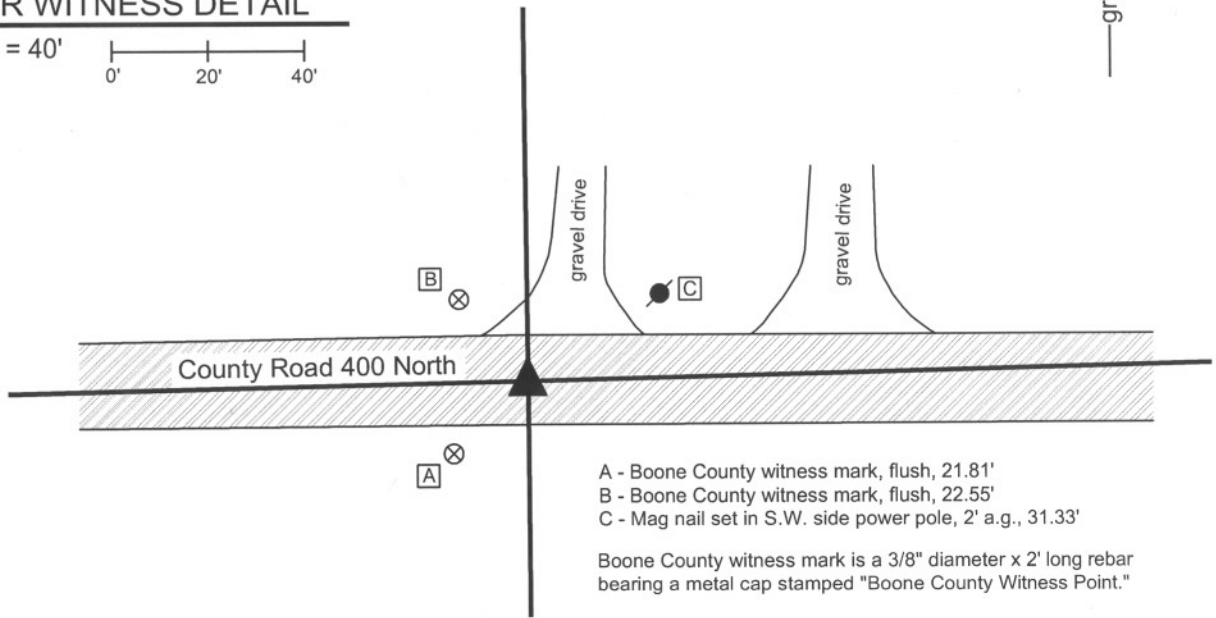 R WITNESS DETAIL
= 40'
0' 20' 40'
gr
gravel drive
gravel drive
B
C
County Road 400 North
A
A - Boone County witness mark, flush, 21.81'
B - Boone County witness mark, flush, 22.55'
C - Mag nail set in S.W. side power pole, 2' a.g., 31.33'
Boone County witness mark is a 3/8" diameter x 2' long rebar
bearing a metal cap stamped "Boone County Witness Point."